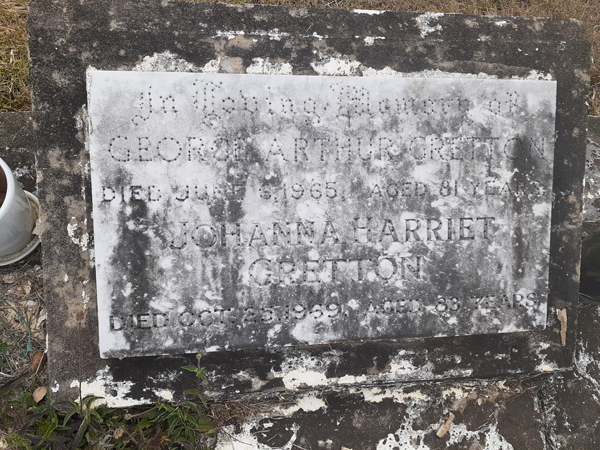 In Loving Memory of
GEORGE ARTHUR GRETTON
DIED JUNE 6, 1965, AGED 81 YEARS
JOHANNA HARRIET
GRETTON
DIED OCT. 25, 1969, AGED 83 YEARS